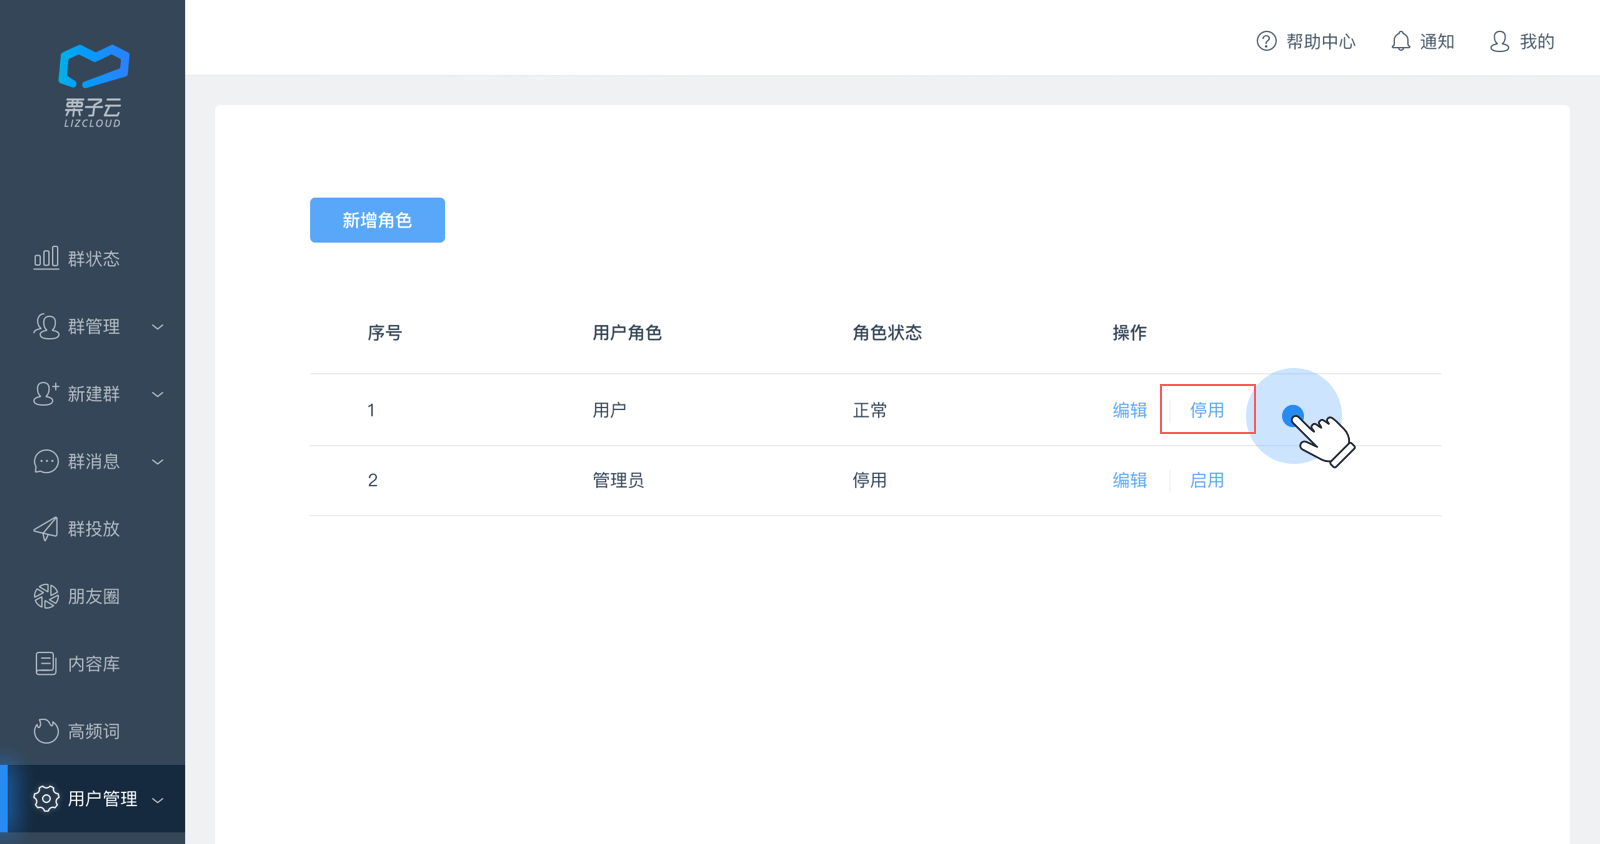 栗子云
LIZCLOUD
帮助中心 通知 我的
群状态
群管理
新建群
群消息
群投放
朋友圈
内容库
高频词
用户管理
新增角色
序号 用户角色 角色状态 操作
1 用户 正常 编辑 停用
2 管理员 停用 编辑 启用